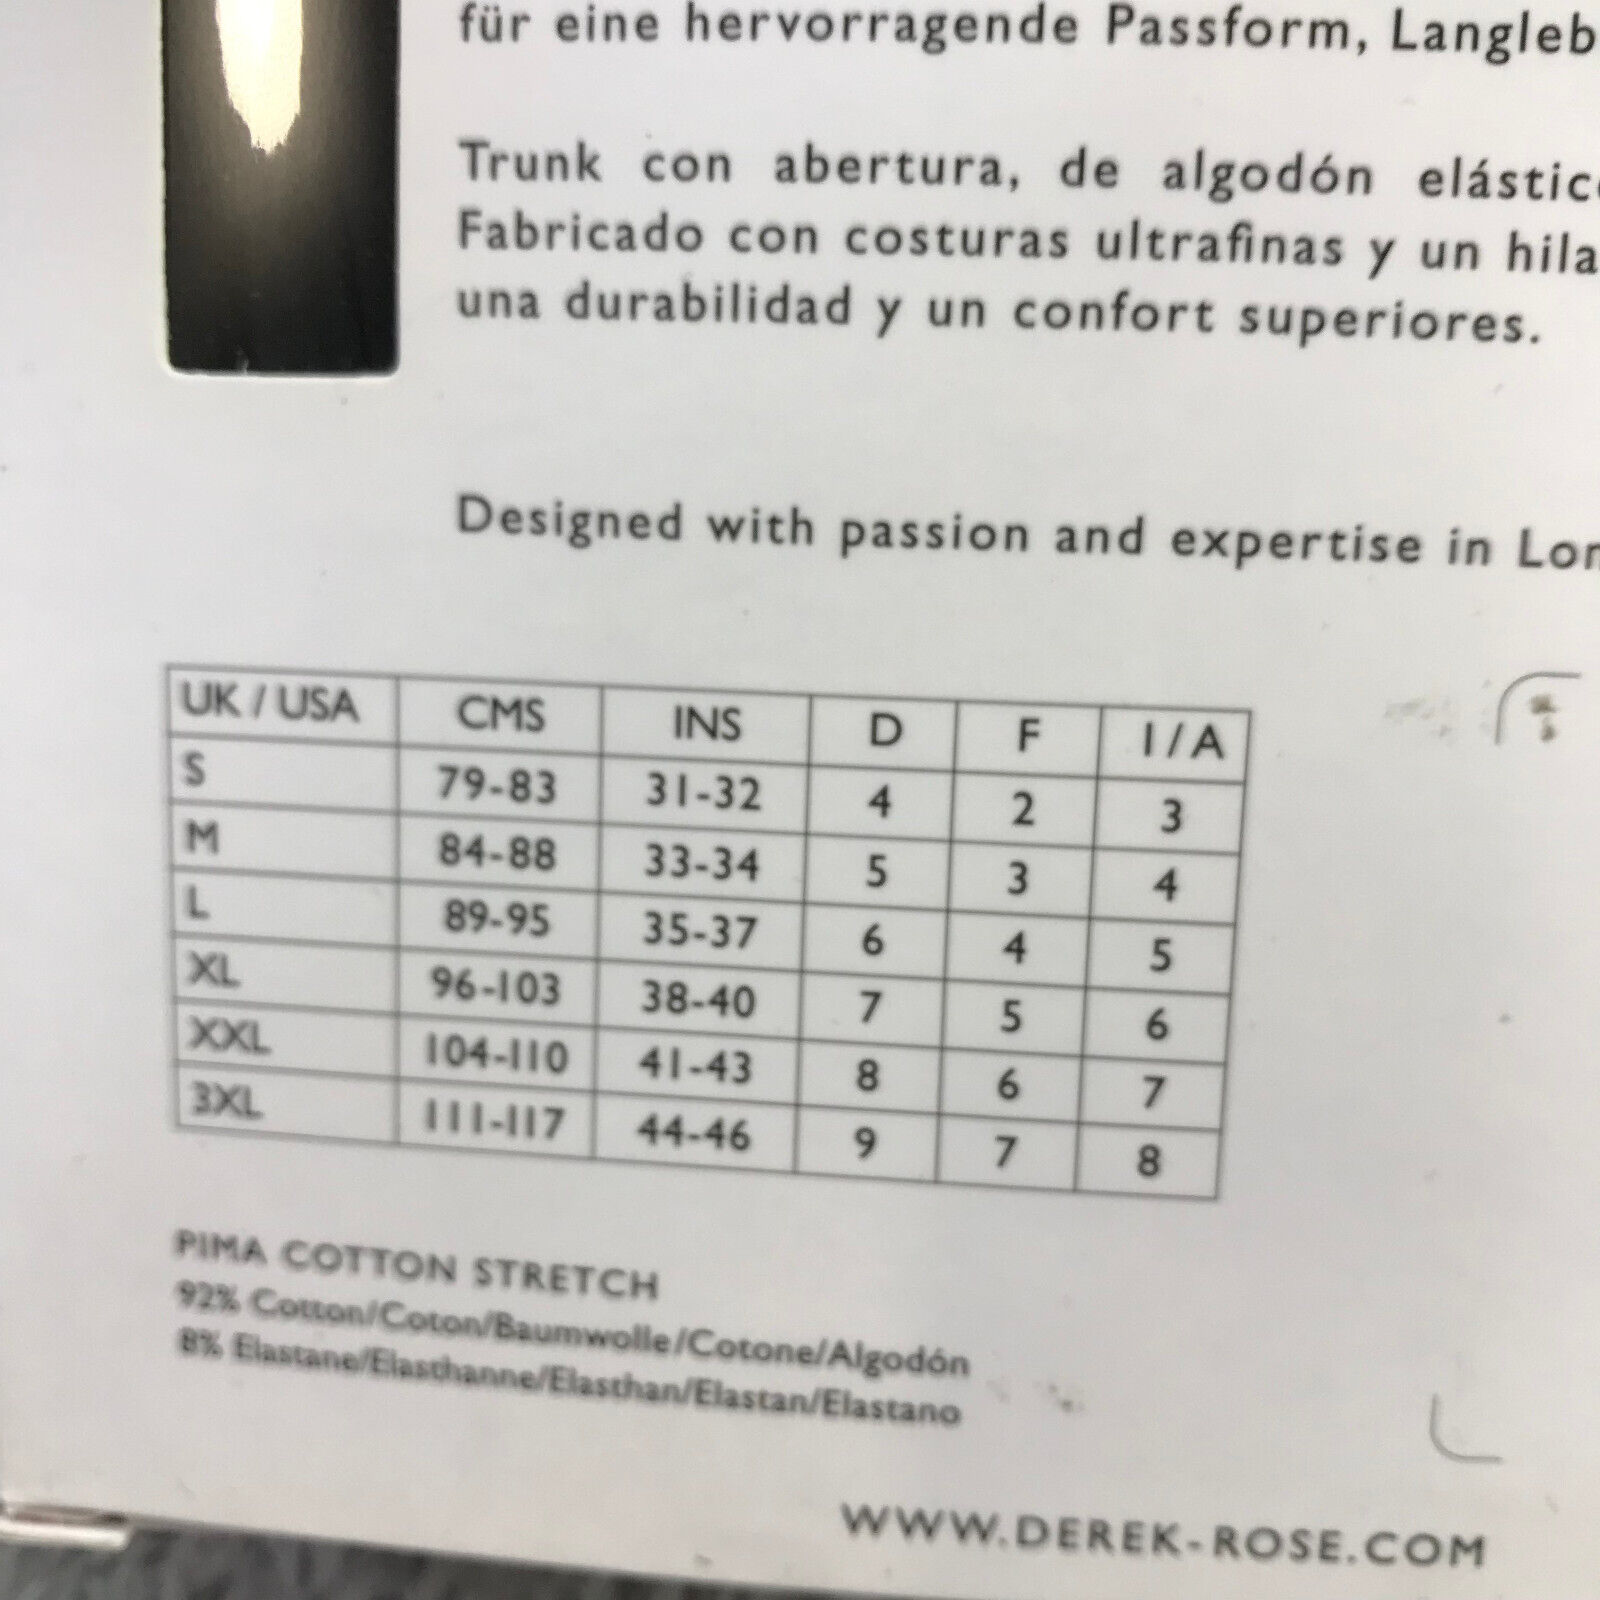 für eine hervorragende Passform, Langleb
Trunk con abertura, de algodón elástic
Fabricado con costuras ultrafinas y un hila
una durabilidad y un confort superiores.
Designed with passion and expertise in Lon
UK / USA CMS INS D F I / A
S 79-83 31-32 4 2 3
M 84-88 33-34 5 3 4
L 89-95 35-37 6 4 5
XL 96-103 38-40 7 5 6
XXL 104-110 41-43 8 6 7
3XL 111-117 44-46 9 7 8
PIMA COTTON STRETCH
92% Cotton/Coton/Baumwolle/Cotone/Algodón
8% Elastane/Elasthanne/Elasthan/Elastan/Elastano
WWW.DEREK-ROSE.COM